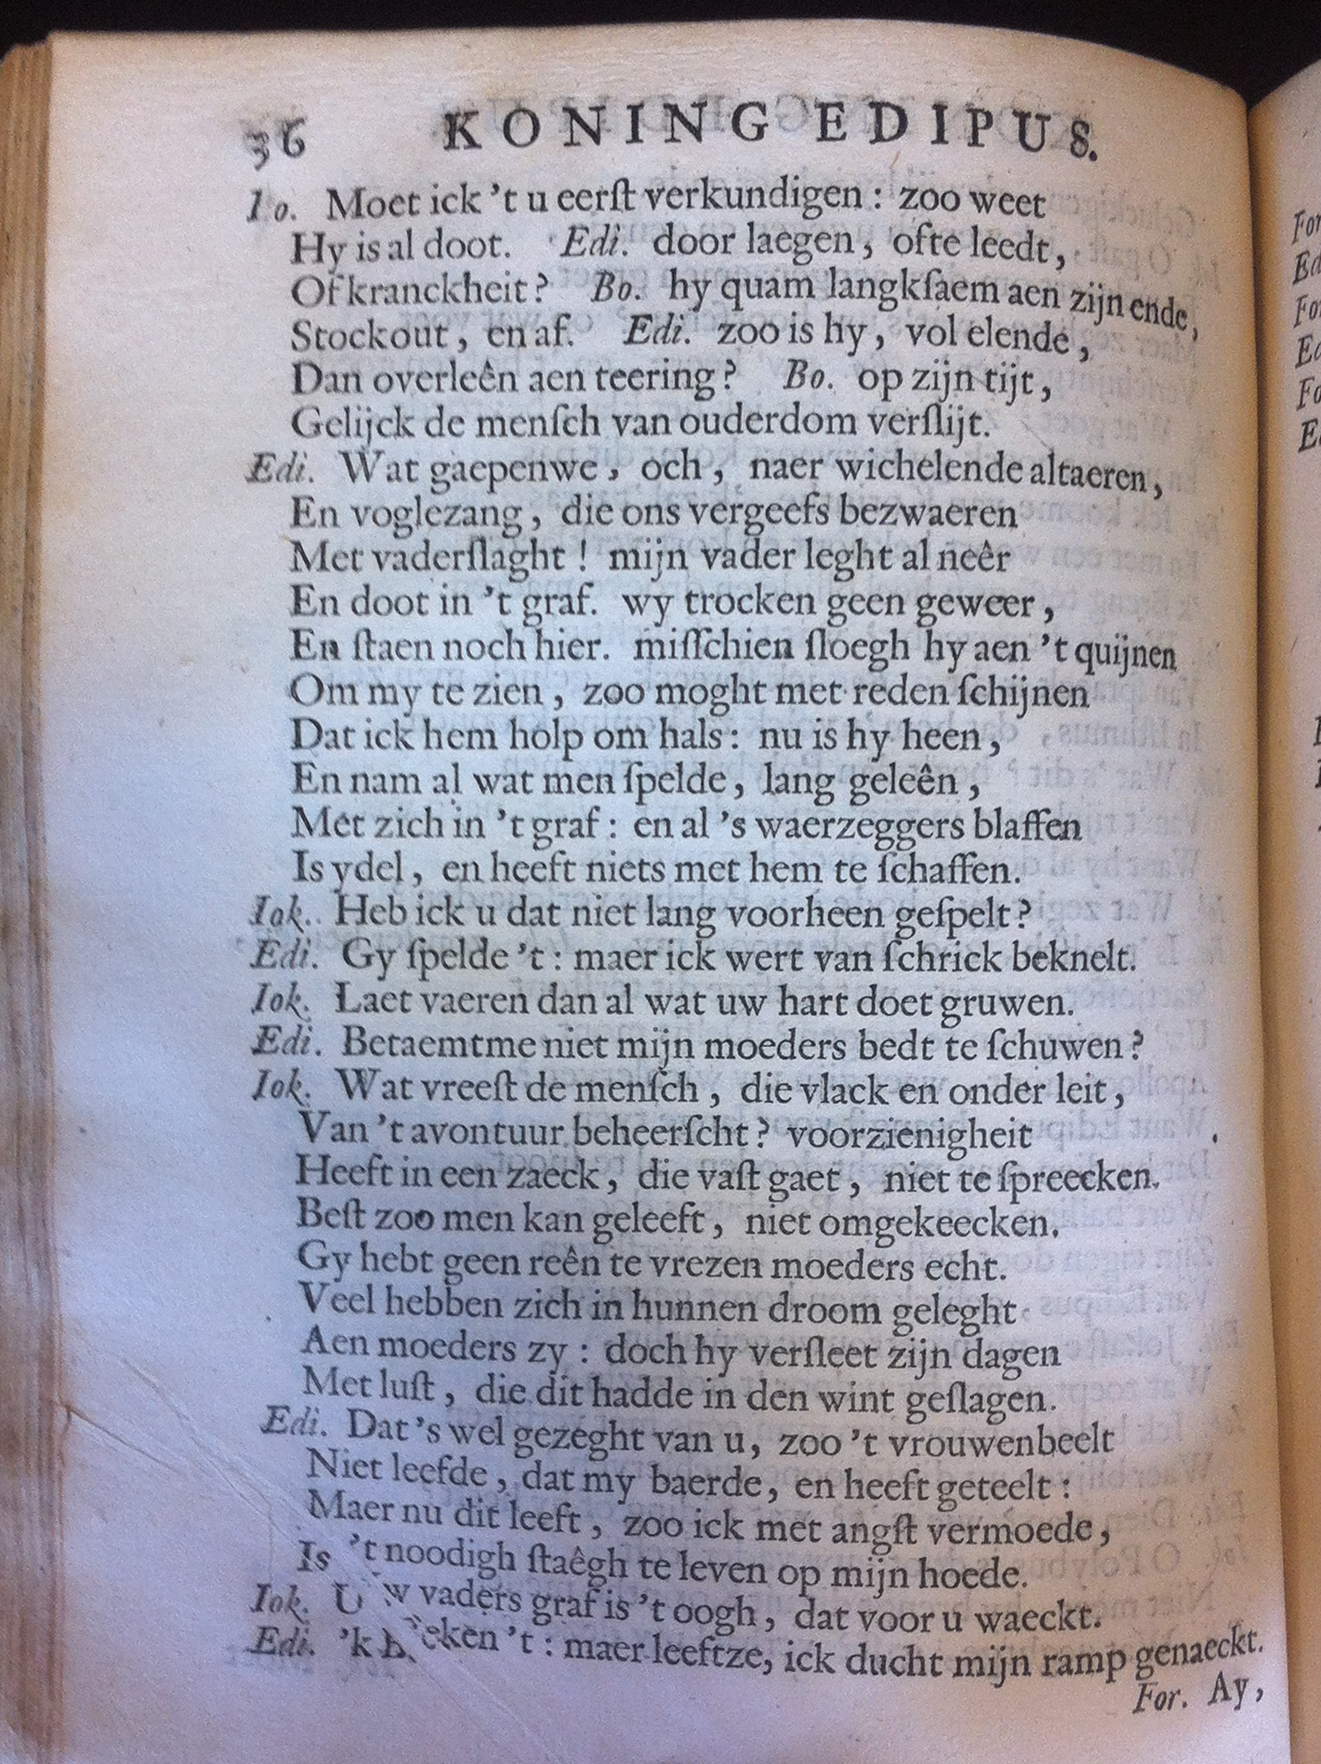 36 KONING EDIPUS.
Io. Moet ick 't u eerſt verkundigen : zoo weet
Hy is al doot. Edi. door laegen, ofte leedt,
Of kranckheit? Bo. hy quam langkſaem aen zijn ende,
Stockout, en af. Edi. zoo is hy, vol elende,
Dan overleên aen teering? Bo. op zijn tijt,
Gelijck de menſch van ouderdom verſlijt.
Edi. Wat gaepenwe, och, naer wichelende altaeren,
En voglezang, die ons vergeefs bezwaeren
Met vaderſlaght! mijn vader leght al neêr
En doot in 't graf. wy trocken geen geweer,
En ſtaen noch hier. miſſchien ſloegh hy aen 't quijnen
Om my te zien, zoo moght met reden ſchijnen
Dat ick hem holp om hals: nu is hy heen,
En nam al wat men ſpelde, lang geleên,
Met zich in 't graf: en al 's waerzeggers blaffen
Is ydel, en heeft niets met hem te ſchaffen.
Iok. Heb ick u dat niet lang voorheen geſpelt?
Edi. Gy ſpelde 't: maer ick wert van ſchrick beknelt.
Iok. Laet vaeren dan al wat uw hart doet gruwen.
Edi. Betaemtme niet mijn moeders bedt te ſchuwen?
Iok. Wat vreeſt de menſch, die vlack en onder leit,
Van 't avontuur beheerſcht? voorzienigheit
Heeft in een zaeck, die vaſt gaet, niet te ſpreecken.
Beſt zoo men kan geleeft, niet omgekeecken.
Gy hebt geen reên te vrezen moeders echt.
Veel hebben zich in hunnen droom geleght
Aen moeders zy: doch hy verſleet zijn dagen
Met luſt, die dit hadde in den wint geſlagen.
Edi. Dat 's wel gezeght van u, zoo 't vrouwenbeelt
Niet leefde, dat my baerde, en heeft geteelt:
Maer nu dit leeft, zoo ick met angſt vermoede,
Is 't noodigh ſtaêgh te leven op mijn hoede.
Iok. Uw vaders graf is 't oogh, dat voor u waeckt.
Edi. 'k 't: maer leeftze, ick ducht mijn ramp genaeckt.
For. Ay,